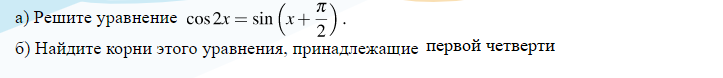 а) Решите уравнение cos 2x = sin (x + π/2) .
б) Найдите корни этого уравнения, принадлежащие первой четверти